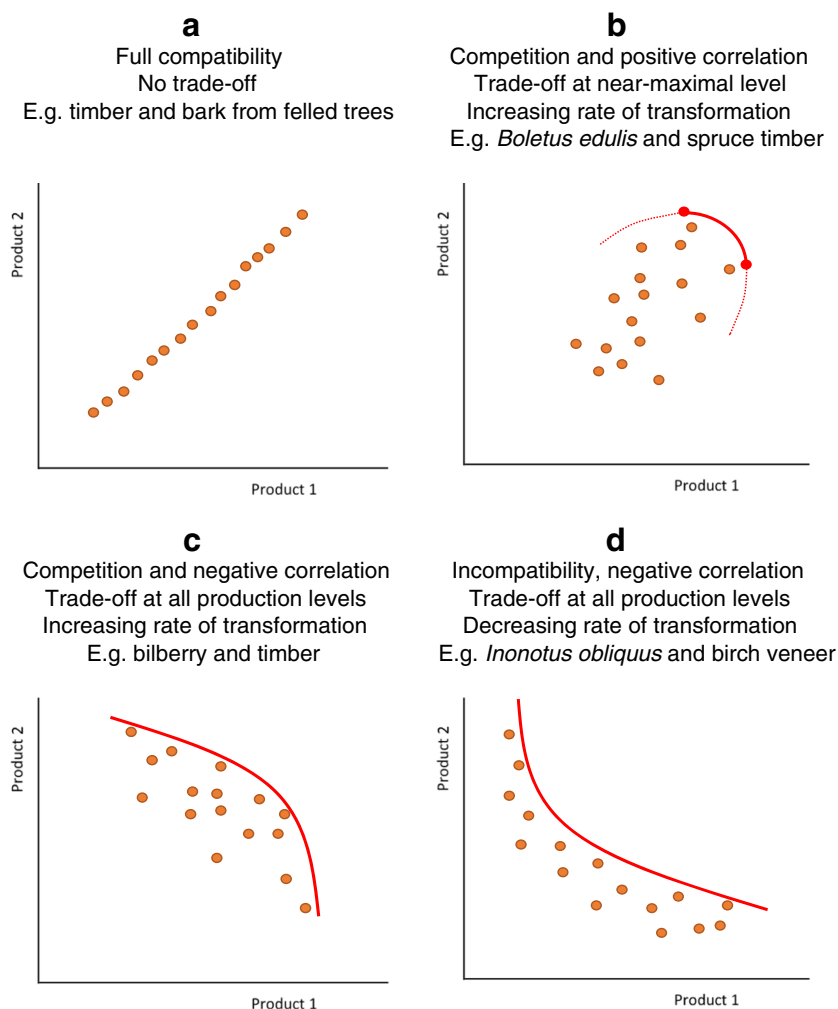 a
Full compatibility
No trade-off
E.g. timber and bark from felled trees
Product 2
Product 1
b
Competition and positive correlation
Trade-off at near-maximal level
Increasing rate of transformation
E.g. Boletus edulis and spruce timber
Product 2
Product 1
c
Competition and negative correlation
Trade-off at all production levels
Increasing rate of transformation
E.g. bilberry and timber
Product 2
Product 1
d
Incompatibility, negative correlation
Trade-off at all production levels
Decreasing rate of transformation
E.g. Inonotus obliquus and birch veneer
Product 2
Product 1